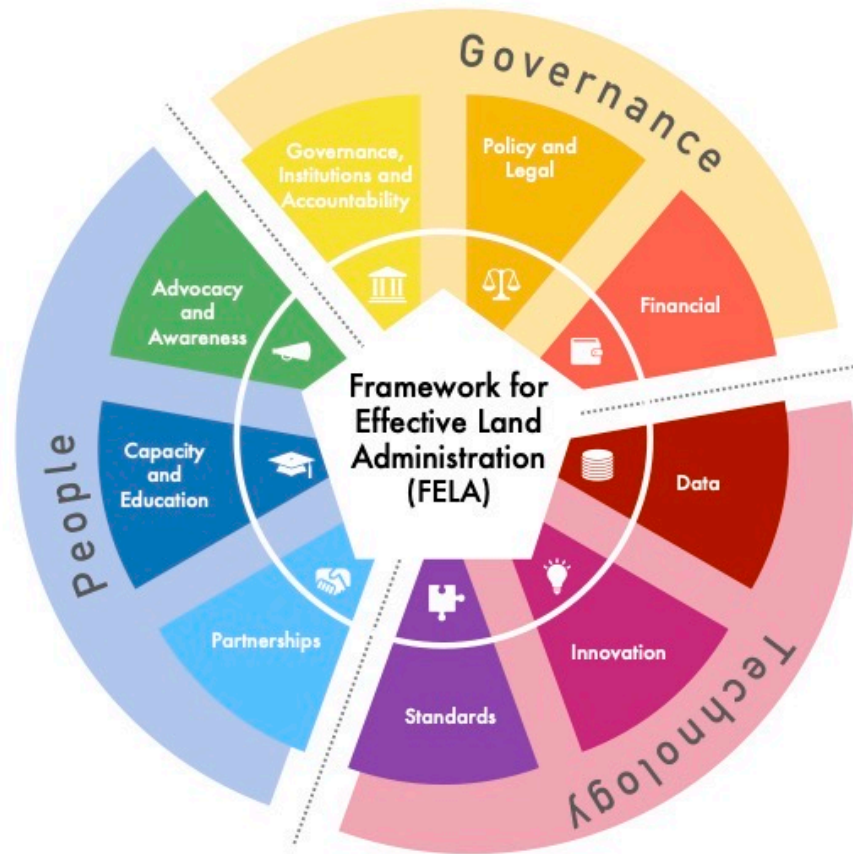 Governance
Governance,
Institutions and
Accountability
Policy and
Legal
Financial
Technology
Data
Innovation
Standards
People
Partnerships
Capacity
and
Education
Advocacy
and
Awareness
Framework for
Effective Land
Administration
(FELA)